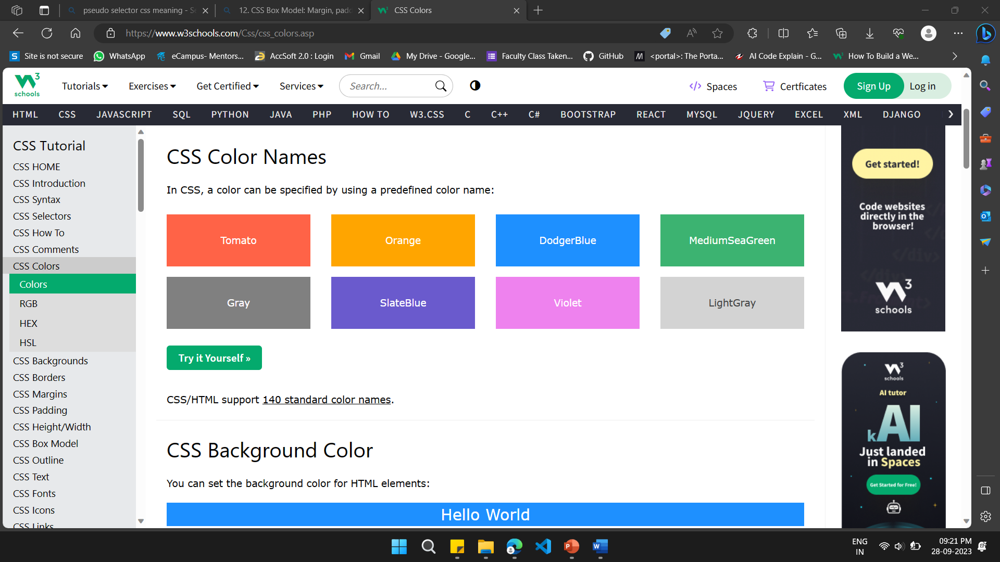 pseudo selector css meaning - Se
12. CSS Box Model: Margin, padd
CSS Colors
https://www.w3schools.com/Css/css_colors.asp
Site is not secure
WhatsApp
eCampus- Mentors...
AccSoft 2.0 : Login
Gmail
My Drive - Google...
Faculty Class Taken...
GitHub
<portal>: The Porta...
AI Code Explain - G...
How To Build a We...
3
schools
Tutorials
Exercises
Get Certified
Services
Search...
Spaces
Certficates
Sign Up
Log in
HTML
CSS
JAVASCRIPT
SQL
PYTHON
JAVA
PHP
HOW TO
W3.CSS
C
C++
C#
BOOTSTRAP
REACT
MYSQL
JQUERY
EXCEL
XML
DJANGO
CSS Tutorial
CSS HOME
CSS Introduction
CSS Syntax
CSS Selectors
CSS How To
CSS Comments
CSS Colors
Colors
RGB
HEX
HSL
CSS Backgrounds
CSS Borders
CSS Margins
CSS Padding
CSS Height/Width
CSS Box Model
CSS Outline
CSS Text
CSS Fonts
CSS Icons
CSS Links
CSS Color Names
In CSS, a color can be specified by using a predefined color name:
Tomato
Orange
DodgerBlue
MediumSeaGreen
Gray
SlateBlue
Violet
LightGray
Try it Yourself »
CSS/HTML support 140 standard color names.
CSS Background Color
You can set the background color for HTML elements:
Hello World
Get started!
Code websites
directly in the
browser!
</div>
3
schools
3
schools
AI tutor
kAI
Just landed
in Spaces
Get Started for Free!
ENG
IN
09:21 PM
28-09-2023